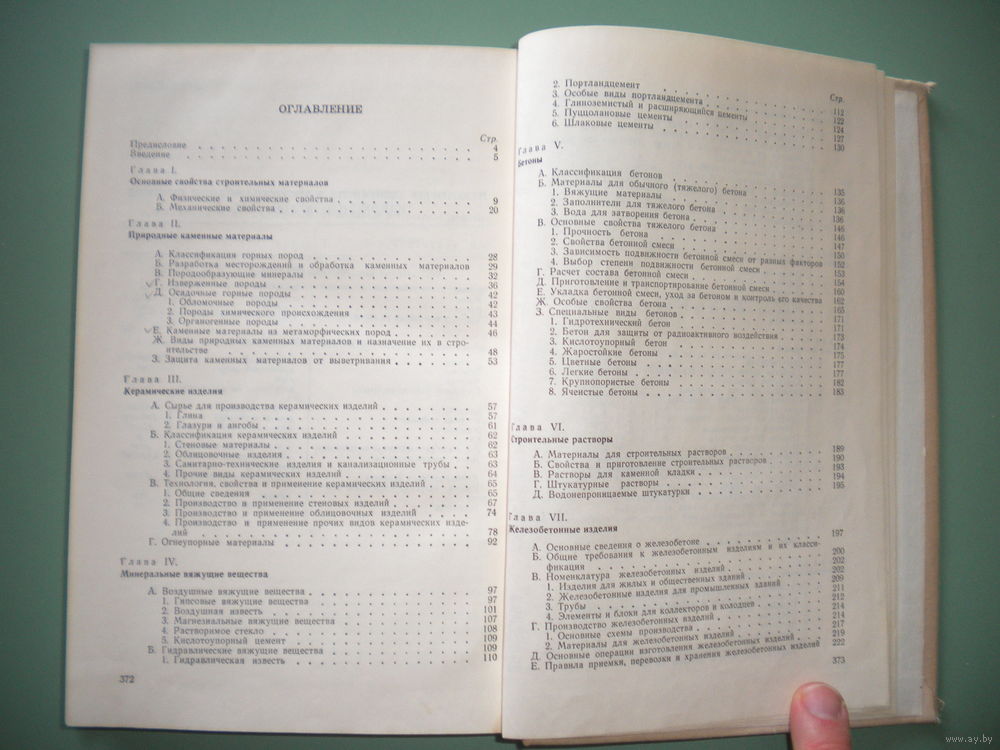 ОГЛАВЛЕНИЕ
Стр.
Предисловие 4
Введение 5
Глава I.
Основные свойства строительных материалов
А. Физические и химические свойства 9
Б. Механические свойства 20
Глава II.
Природные каменные материалы
А. Классификация горных пород 28
Б. Разработка месторождений и обработка каменных материалов 29
В. Породообразующие минералы 32
Г. Изверженные породы 36
Д. Осадочные горные породы 42
1. Обломочные породы 42
2. Породы химического происхождения 43
3. Органогенные породы 44
Е. Каменные материалы из метаморфических пород 46
Ж. Виды природных каменных материалов и назначение их в стро-
ительстве 48
З. Защита каменных материалов от выветривания 53
Глава III.
Керамические изделия
А. Сырье для производства керамических изделий 57
1. Глина 57
2. Глазури и ангобы 61
Б. Классификация керамических изделий 62
1. Стеновые материалы 62
2. Облицовочные изделия 63
3. Санитарно-технические изделия и канализационные трубы 63
4. Прочие виды керамических изделий 64
В. Технология, свойства и применение керамических изделий 65
1. Общие сведения 65
2. Производство и применение стеновых изделий 67
3. Производство и применение облицовочных изделий 74
4. Производство и применение прочих видов керамических изде-
лий 78
Г. Огнеупорные материалы 92
Глава IV.
Минеральные вяжущие вещества
А. Воздушные вяжущие вещества 97
1. Гипсовые вяжущие вещества 97
2. Воздушная известь 101
3. Магнезиальные вяжущие вещества 107
4. Растворимое стекло 108
5. Кислотоупорный цемент 109
Б. Гидравлические вяжущие вещества 109
1. Гидравлическая известь 110
372
Стр.
2. Портландцемент 112
3. Особые виды портландцемента 122
4. Глиноземистый и расширяющийся цементы 124
5. Пуццолановые цементы 127
6. Шлаковые цементы 130
Глава V.
Бетоны
А. Классификация бетонов 135
Б. Материалы для обычного (тяжелого) бетона 136
1. Вяжущие материалы 136
2. Заполнители для тяжелого бетона 136
3. Вода для затворения бетона 146
В. Основные свойства тяжелого бетона 146
1. Прочность бетона 147
2. Свойства бетонной смеси 150
3. Зависимость подвижности бетонной смеси от разных факторов 152
4. Выбор степени подвижности бетонной смеси 153
Г. Расчет состава бетонной смеси 154
Д. Приготовление и транспортирование бетонной смеси 160
Е. Укладка бетонной смеси, уход за бетоном и контроль его качества 162
Ж. Особые свойства бетона 165
З. Специальные виды бетонов 171
1. Гидротехнический бетон 171
2. Бетон для защиты от радиоактивного воздействия 173
3. Кислотоупорный бетон 174
4. Жаростойкие бетоны 175
5. Цветные бетоны 177
6. Легкие бетоны 177
7. Крупнопористые бетоны 182
8. Ячеистые бетоны 183
Глава VI.
Строительные растворы
А. Материалы для строительных растворов 189
Б. Свойства и приготовление строительных растворов 190
В. Растворы для каменной кладки 193
Г. Штукатурные растворы 194
Д. Водонепроницаемые штукатурки 195
Глава VII.
Железобетонные изделия
А. Основные сведения о железобетоне 197
Б. Общие требования к железобетонным изделиям и их класси-
фикация 200
В. Номенклатура железобетонных изделий 202
1. Изделия для жилых и общественных зданий 202
2. Железобетонные изделия для промышленных зданий 209
3. Трубы 211
4. Элементы и блоки для коллекторов и колодцев 212
Г. Производство железобетонных изделий 214
1. Основные схемы производства 214
2. Материалы для железобетонных изделий 217
Д. Основные операции изготовления железобетонных изделий 219
Е. Правила приемки, перевозки и хранения железобетонных изделий 222
373
www.ay.by